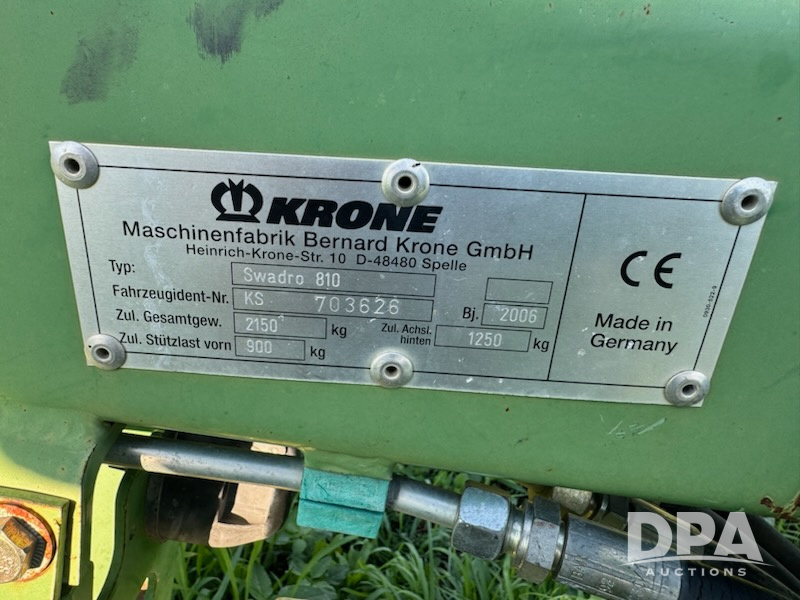 KRONE
Maschinenfabrik Bernard Krone GmbH
Heinrich-Krone-Str. 10 D-48480 Spelle
Typ: Swadro 810
Fahrzeugident-Nr. KS 703626 Bj. 2006
Zul. Gesamtgew. 2150 kg Zul. Achsl. hinten 1250 kg
Zul. Stützlast vorn 900 kg
CE
Made in
Germany
DPA
AUCTIONS